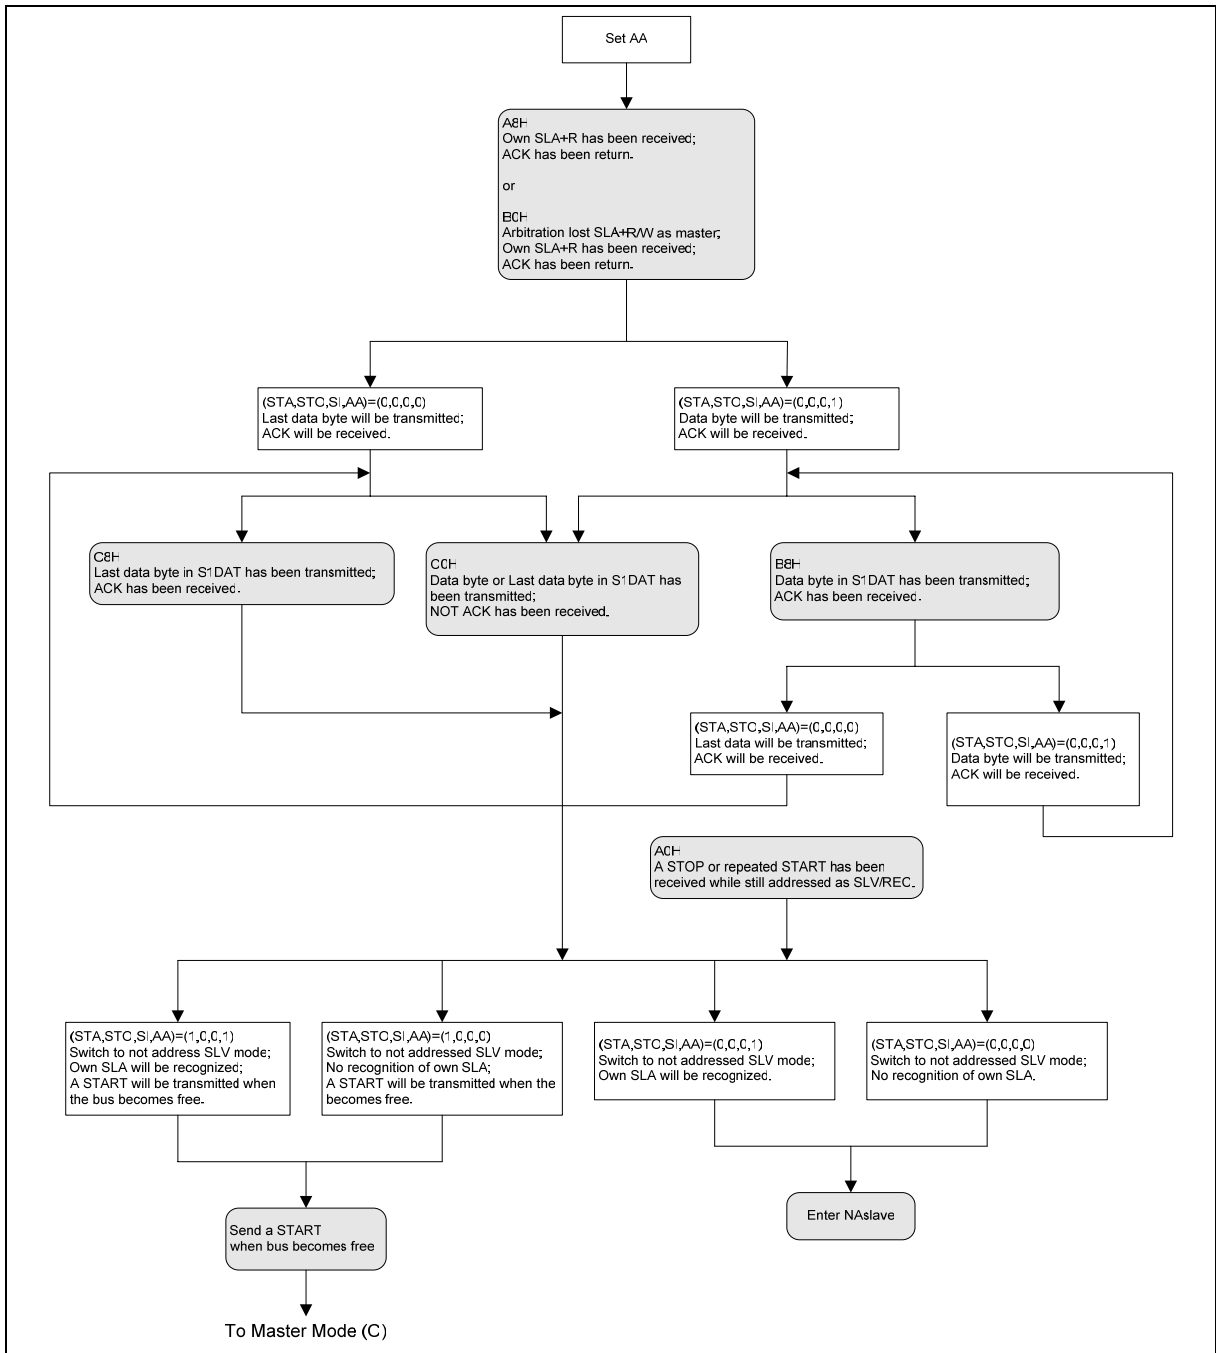 Set AA
A8H
Own SLA+R has been received;
ACK has been return.
or
B0H
Arbitration lost SLA+R/W as master;
Own SLA+R has been received;
ACK has been return.
(STA,STO,SI,AA)=(0,0,0,0)
Last data byte will be transmitted;
ACK will be received.
(STA,STO,SI,AA)=(0,0,0,1)
Data byte will be transmitted;
ACK will be received.
C8H
Last data byte in S1DAT has been transmitted;
ACK has been received.
C0H
Data byte or Last data byte in S1DAT has
been transmitted;
NOT ACK has been received.
B8H
Data byte in S1DAT has been transmitted;
ACK has been received.
(STA,STO,SI,AA)=(0,0,0,0)
Last data will be transmitted;
ACK will be received.
(STA,STO,SI,AA)=(0,0,0,1)
Data byte will be transmitted;
ACK will be received.
A0H
A STOP or repeated START has been
received while still addressed as SLV/REC.
(STA,STO,SI,AA)=(1,0,0,1)
Switch to not address SLV mode;
Own SLA will be recognized;
A START will be transmitted when
the bus becomes free.
(STA,STO,SI,AA)=(1,0,0,0)
Switch to not addressed SLV mode;
No recognition of own SLA;
A START will be transmitted when the
becomes free.
(STA,STO,SI,AA)=(0,0,0,1)
Switch to not addressed SLV mode;
Own SLA will be recognized.
(STA,STO,SI,AA)=(0,0,0,0)
Switch to not addressed SLV mode;
No recognition of own SLA.
Send a START
when bus becomes free
Enter NAslave
To Master Mode (C)